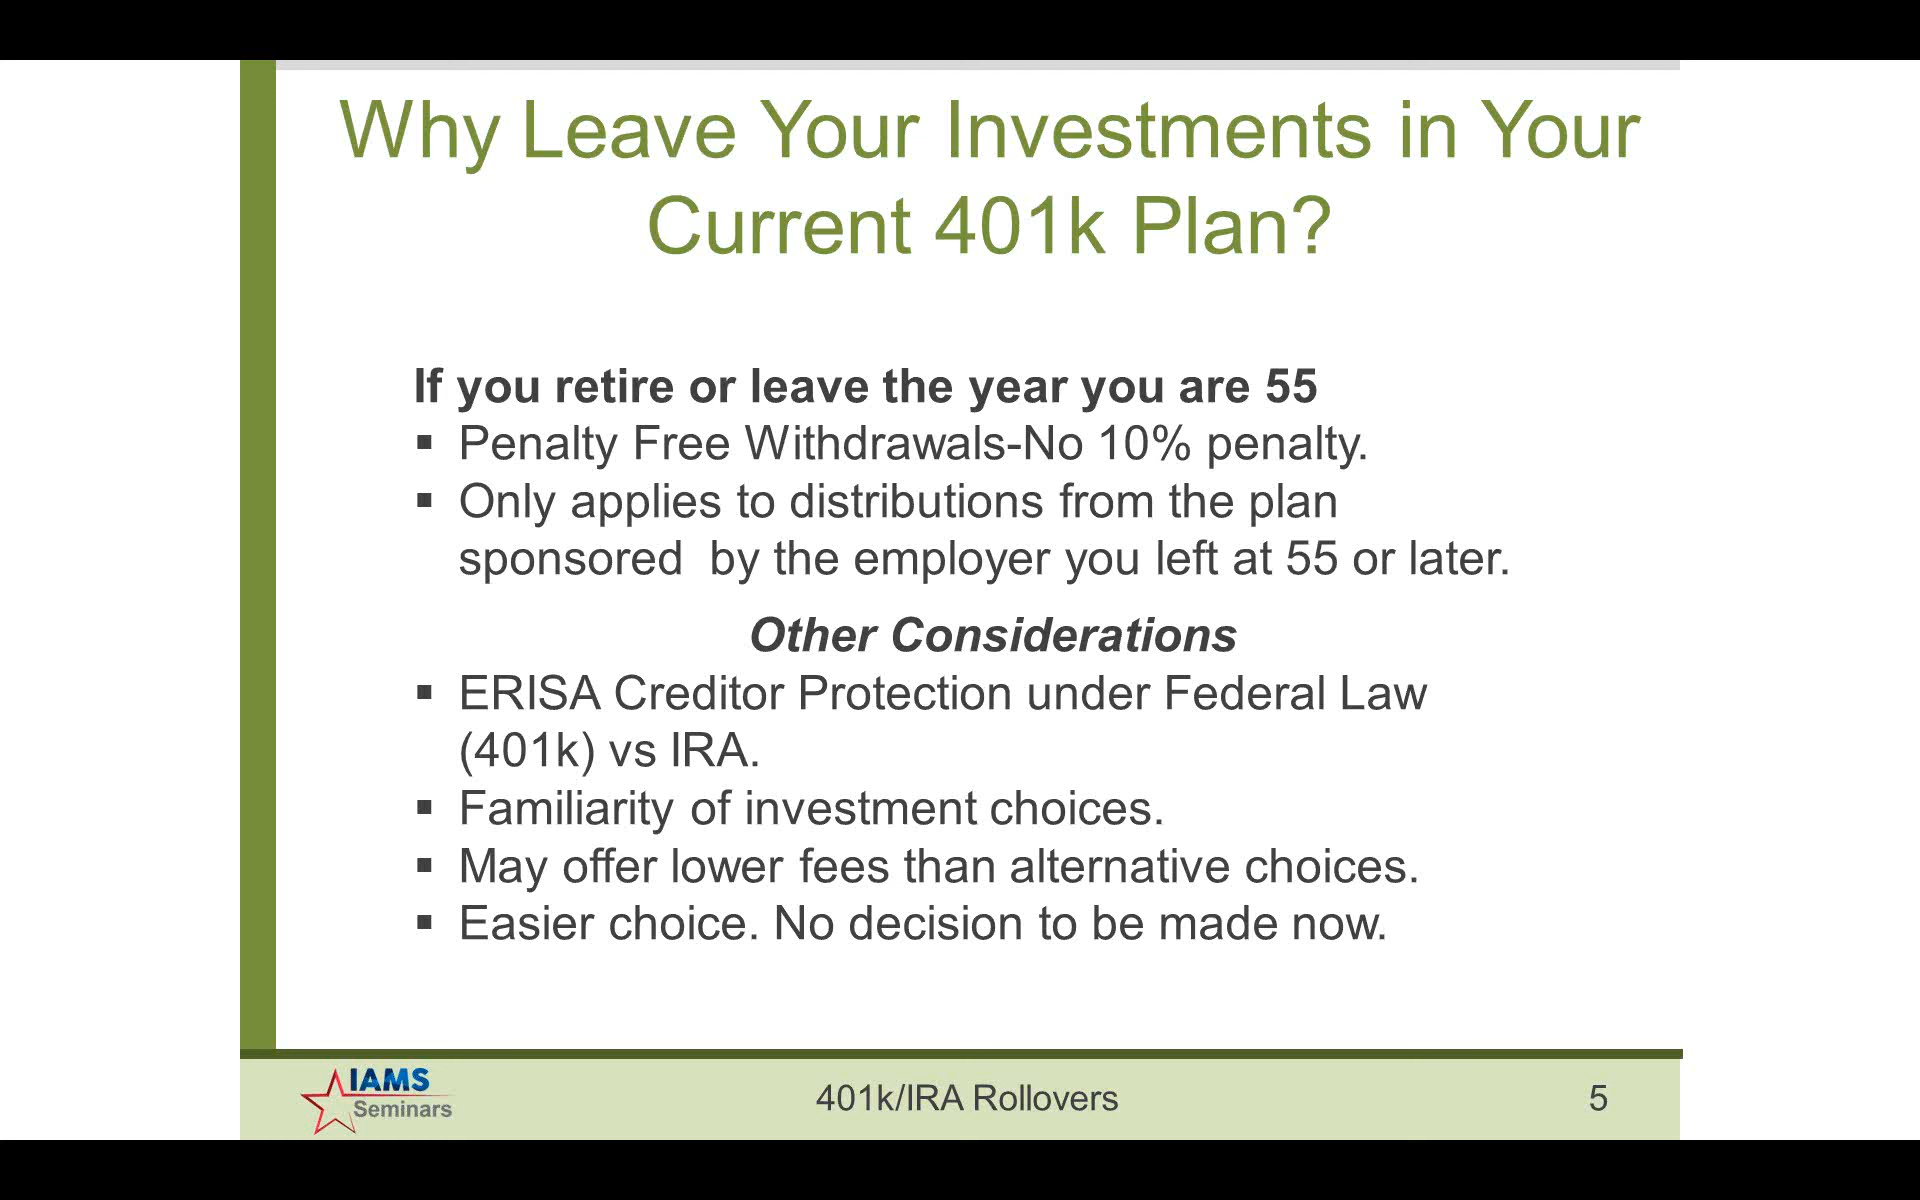 Why Leave Your Investments in Your
Current 401k Plan?
If you retire or leave the year you are 55
▪ Penalty Free Withdrawals-No 10% penalty.
▪ Only applies to distributions from the plan
sponsored  by the employer you left at 55 or later.
Other Considerations
▪ ERISA Creditor Protection under Federal Law
(401k) vs IRA.
▪ Familiarity of investment choices.
▪ May offer lower fees than alternative choices.
▪ Easier choice. No decision to be made now.
IAMS
Seminars
401k/IRA Rollovers
5